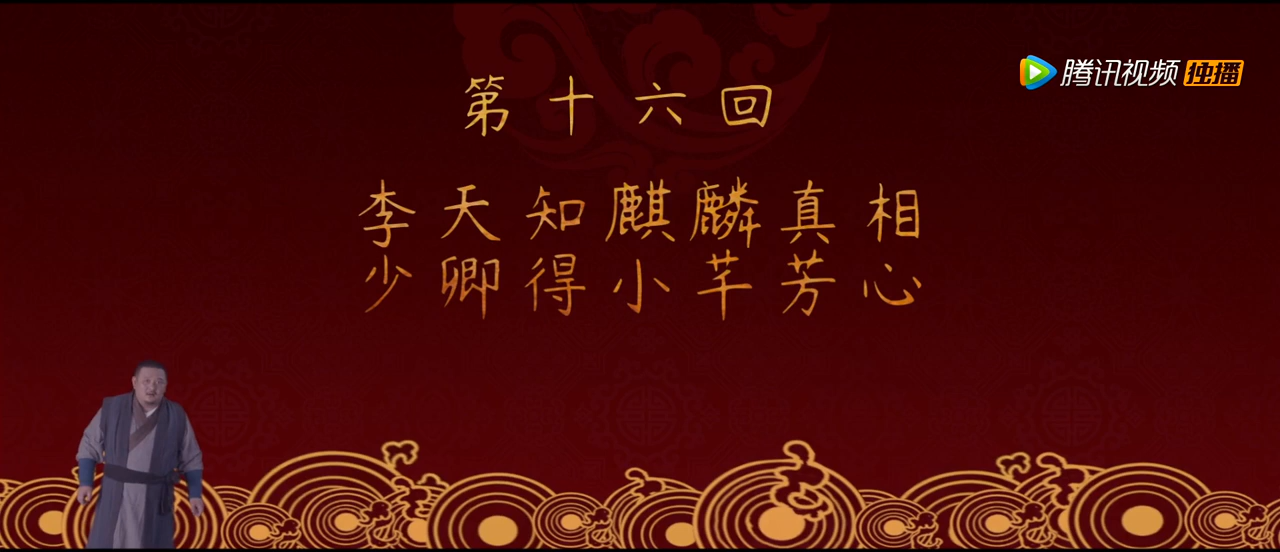 腾讯视频 独播
第十六回
李天知麒麟真相
少卿得小芊芳心